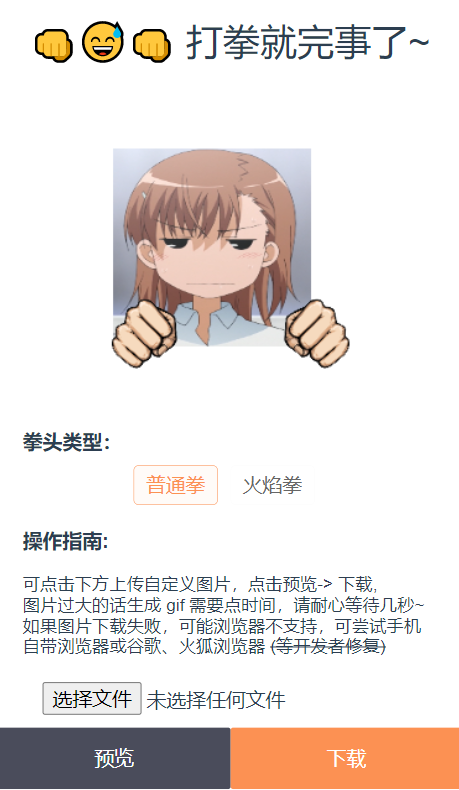 👊😅👊 打拳就完事了~
拳头类型：
普通拳 火焰拳
操作指南：
可点击下方上传自定义图片，点击预览-> 下载，
图片过大的话生成 gif 需要点时间，请耐心等待几秒~
如果图片下载失败，可能浏览器不支持，可尝试手机
自带浏览器或谷歌、火狐浏览器 (等开发者修复)
选择文件 未选择任何文件
预览 下载